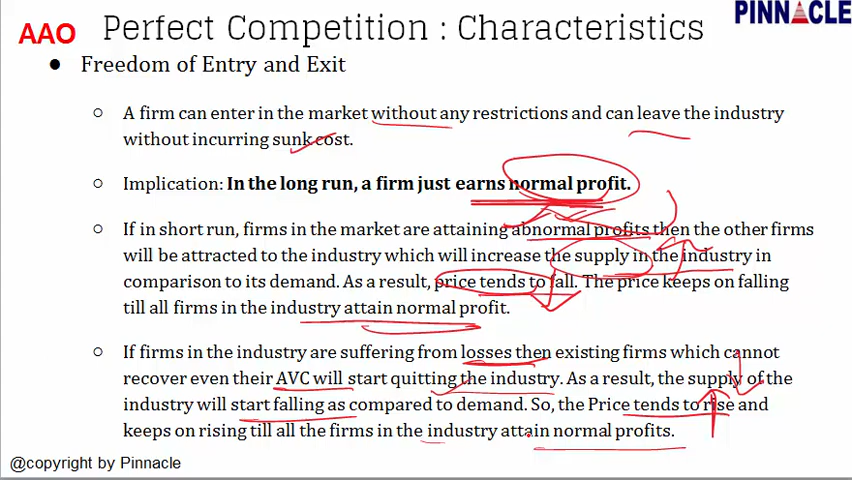 PINNACLE
AAO Perfect Competition : Characteristics
● Freedom of Entry and Exit
○ A firm can enter in the market without any restrictions and can leave the industry
without incurring sunk cost.
○ Implication: In the long run, a firm just earns normal profit.
○ If in short run, firms in the market are attaining abnormal profits then the other firms
will be attracted to the industry which will increase the supply in the industry in
comparison to its demand. As a result, price tends to fall. The price keeps on falling
till all firms in the industry attain normal profit.
○ If firms in the industry are suffering from losses then existing firms which cannot
recover even their AVC will start quitting the industry. As a result, the supply of the
industry will start falling as compared to demand. So, the Price tends to rise and
keeps on rising till all the firms in the industry attain normal profits.
@copyright by Pinnacle